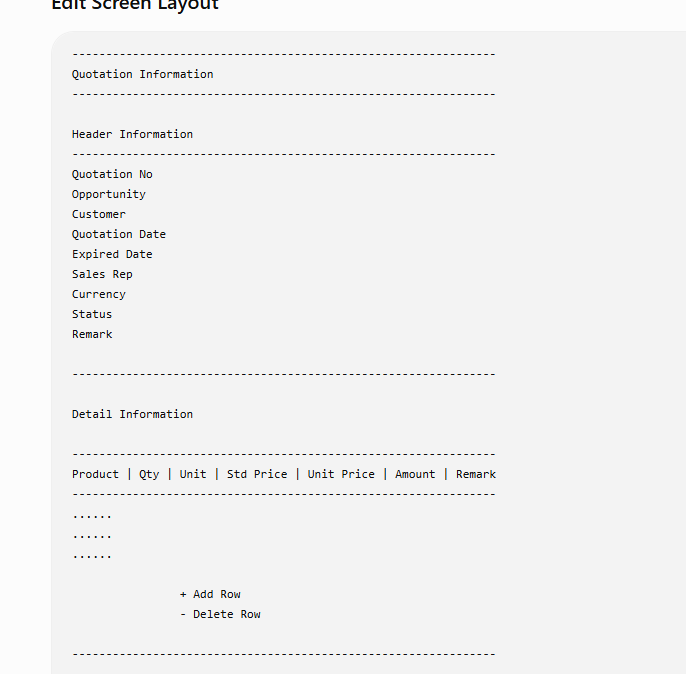 Edit Screen Layout
---------------------------------------------------------------
Quotation Information
---------------------------------------------------------------
Header Information
---------------------------------------------------------------
Quotation No
Opportunity
Customer
Quotation Date
Expired Date
Sales Rep
Currency
Status
Remark
---------------------------------------------------------------
Detail Information
---------------------------------------------------------------
Product | Qty | Unit | Std Price | Unit Price | Amount | Remark
---------------------------------------------------------------
......
......
......
+ Add Row
- Delete Row
---------------------------------------------------------------